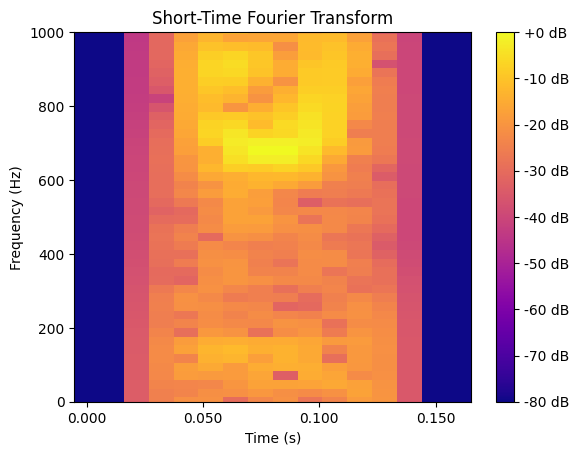 Short-Time Fourier Transform
1000
800
600
400
200
0
Frequency (Hz)
0.000
0.050
0.100
0.150
Time (s)
+0 dB
-10 dB
-20 dB
-30 dB
-40 dB
-50 dB
-60 dB
-70 dB
-80 dB